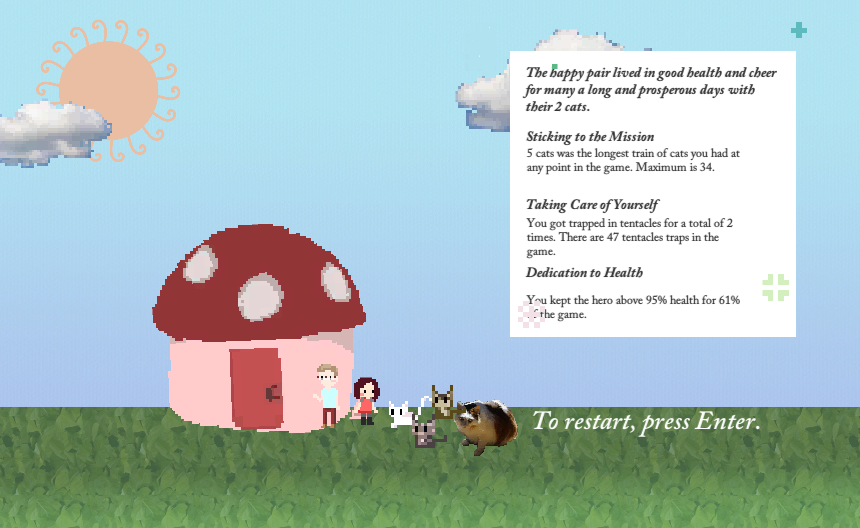 The happy pair lived in good health and cheer
for many a long and prosperous days with
their 2 cats.
Sticking to the Mission
5 cats was the longest train of cats you had at
any point in the game. Maximum is 34.
Taking Care of Yourself
You got trapped in tentacles for a total of 2
times. There are 47 tentacles traps in the
game.
Dedication to Health
You kept the hero above 95% health for 61%
of the game.
To restart, press Enter.